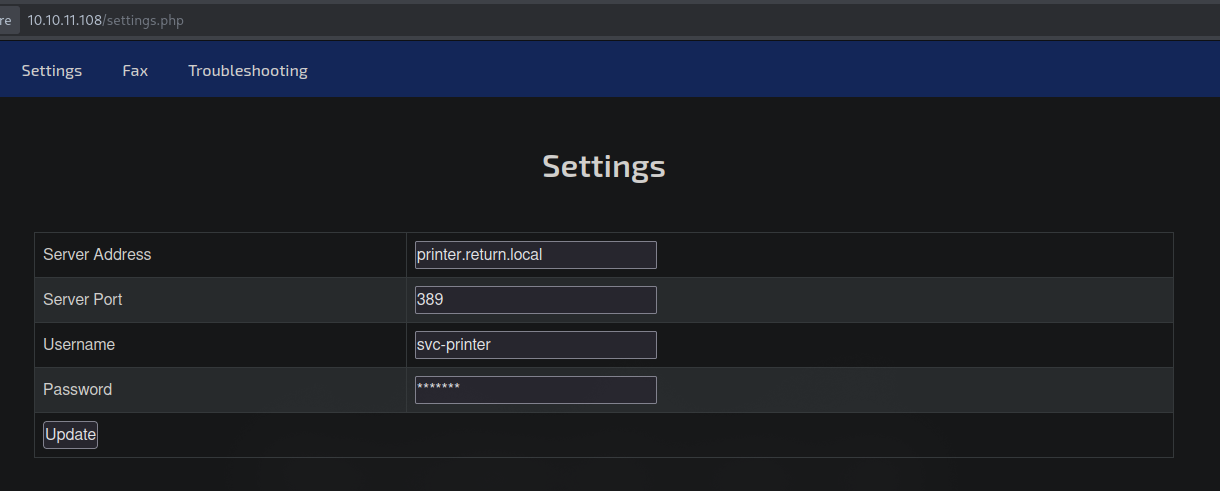 re 10.10.11.108/settings.php
Settings Fax Troubleshooting
Settings
Server Address printer.return.local
Server Port 389
Username svc-printer
Password *******
Update